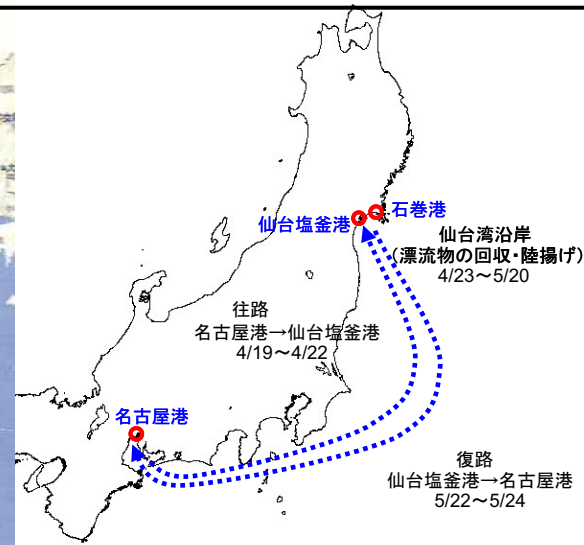 石巻港
仙台塩釜港
仙台湾沿岸
(漂流物の回収・陸揚げ)
4/23~5/20
往路
名古屋港→仙台塩釜港
4/19~4/22
名古屋港
復路
仙台塩釜港→名古屋港
5/22~5/24